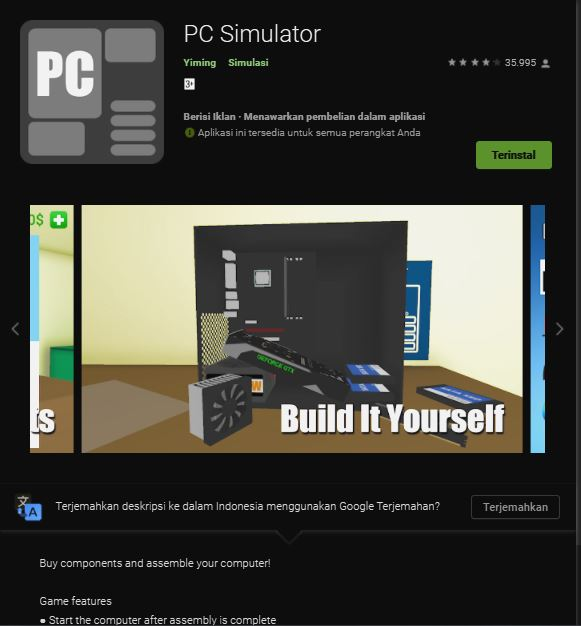 PC
PC Simulator
Yiming Simulasi
35.995
3+
Berisi Iklan · Menawarkan pembelian dalam aplikasi
Aplikasi ini tersedia untuk semua perangkat Anda
Terinstal
0$
GEFORCE GTX
ts
Build It Yourself
Terjemahkan deskripsi ke dalam Indonesia menggunakan Google Terjemahan?
Terjemahkan
Buy components and assemble your computer!
Game features
● Start the computer after assembly is complete